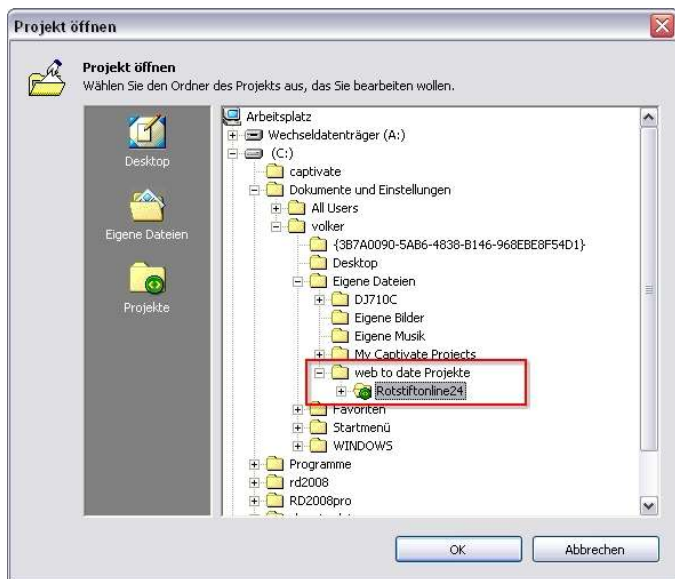 Projekt öffnen
Projekt öffnen
Wählen Sie den Ordner des Projekts aus, das Sie bearbeiten wollen.
Desktop
Eigene Dateien
Projekte
Arbeitsplatz
Wechseldatenträger (A:)
(C:)
captivate
Dokumente und Einstellungen
All Users
volker
{3B7A0090-5AB6-4838-B146-968EBE8F54D1}
Desktop
Eigene Dateien
DJ710C
Eigene Bilder
Eigene Musik
My Captivate Projects
web to date Projekte
Rotstiftonline24
Favoriten
Startmenü
WINDOWS
Programme
rd2008
RD2008pro
OK
Abbrechen